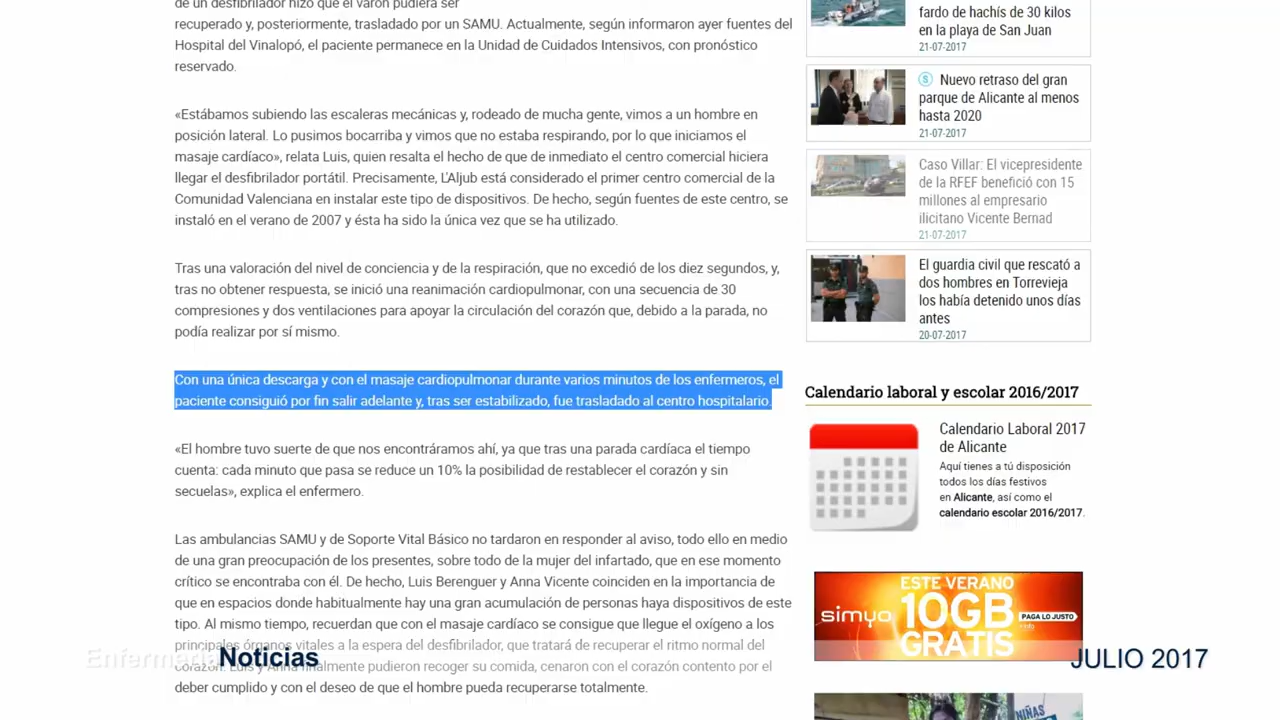 de un desfibrilador hizo que el varón pudiera ser
recuperado y, posteriormente, trasladado por un SAMU. Actualmente, según informaron ayer fuentes del
Hospital del Vinalopó, el paciente permanece en la Unidad de Cuidados Intensivos, con pronóstico
reservado.
«Estábamos subiendo las escaleras mecánicas y, rodeado de mucha gente, vimos a un hombre en
posición lateral. Lo pusimos bocarriba y vimos que no estaba respirando, por lo que iniciamos el
masaje cardíaco», relata Luis, quien resalta el hecho de que de inmediato el centro comercial hiciera
llegar el desfibrilador portátil. Precisamente, L'Aljub está considerado el primer centro comercial de la
Comunidad Valenciana en instalar este tipo de dispositivos. De hecho, según fuentes de este centro, se
instaló en el verano de 2007 y ésta ha sido la única vez que se ha utilizado.
Tras una valoración del nivel de conciencia y de la respiración, que no excedió de los diez segundos, y,
tras no obtener respuesta, se inició una reanimación cardiopulmonar, con una secuencia de 30
compresiones y dos ventilaciones para apoyar la circulación del corazón que, debido a la parada, no
podía realizar por sí mismo.
Con una única descarga y con el masaje cardiopulmonar durante varios minutos de los enfermeros, el
paciente consiguió por fin salir adelante y, tras ser estabilizado, fue trasladado al centro hospitalario.
«El hombre tuvo suerte de que nos encontráramos ahí, ya que tras una parada cardíaca el tiempo
cuenta: cada minuto que pasa se reduce un 10% la posibilidad de restablecer el corazón y sin
secuelas», explica el enfermero.
Las ambulancias SAMU y de Soporte Vital Básico no tardaron en responder al aviso, todo ello en medio
de una gran preocupación de los presentes, sobre todo de la mujer del infartado, que en ese momento
crítico se encontraba con él. De hecho, Luis Berenguer y Anna Vicente coinciden en la importancia de
que en espacios donde habitualmente hay una gran acumulación de personas haya dispositivos de este
tipo. Al mismo tiempo, recuerdan que con el masaje cardíaco se consigue que llegue el oxígeno a los
principales órganos vitales a la espera del desfibrilador, que tratará de recuperar el ritmo normal del
corazón. Luis y Anna finalmente pudieron recoger su comida, cenaron con el corazón contento por el
deber cumplido y con el deseo de que el hombre pueda recuperarse totalmente.
fardo de hachís de 30 kilos
en la playa de San Juan
21-07-2017
S Nuevo retraso del gran
parque de Alicante al menos
hasta 2020
21-07-2017
Caso Villar: El vicepresidente
de la RFEF benefició con 15
millones al empresario
ilicitano Vicente Bernad
21-07-2017
El guardia civil que rescató a
dos hombres en Torrevieja
los había detenido unos días
antes
20-07-2017
Calendario laboral y escolar 2016/2017
Calendario Laboral 2017
de Alicante
Aquí tienes a tú disposición
todos los días festivos
en Alicante, así como el
calendario escolar 2016/2017.
ESTE VERANO
simyo 10GB PAGA LO JUSTO
GRATIS
NIÑAS
Noticias
JULIO 2017